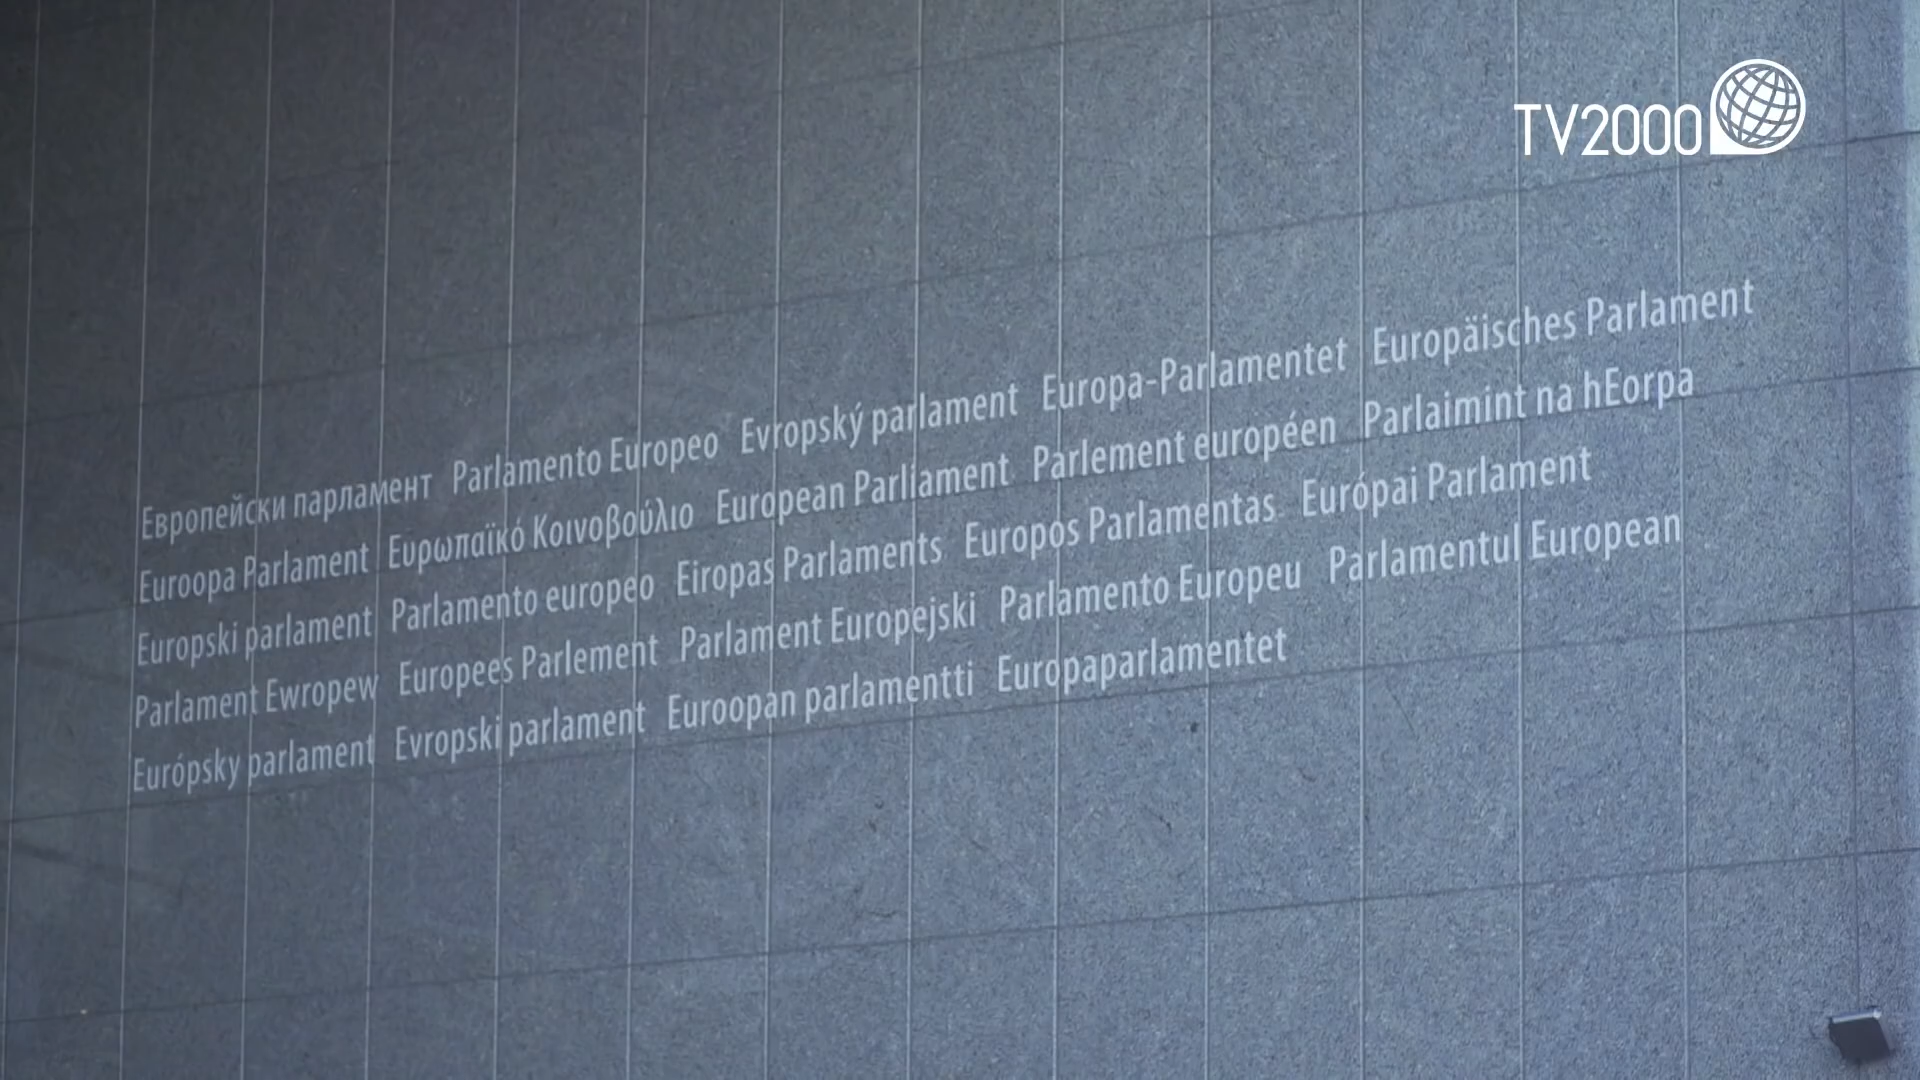 TV2000
Европейски парламент Parlamento Europeo Evropský parlament Europa-Parlamentet Europäisches Parlament
Euroopa Parlament Ευρωπαϊκό Κοινοβούλιο European Parliament Parlement européen Parlaimint na hEorpa
Europski parlament Parlamento europeo Eiropas Parlaments Europos Parlamentas Európai Parlament
Parlament Ewropew Europees Parlement Parlament Europejski Parlamento Europeu Parlamentul European
Európsky parlament Evropski parlament Euroopan parlamentti Europaparlamentet